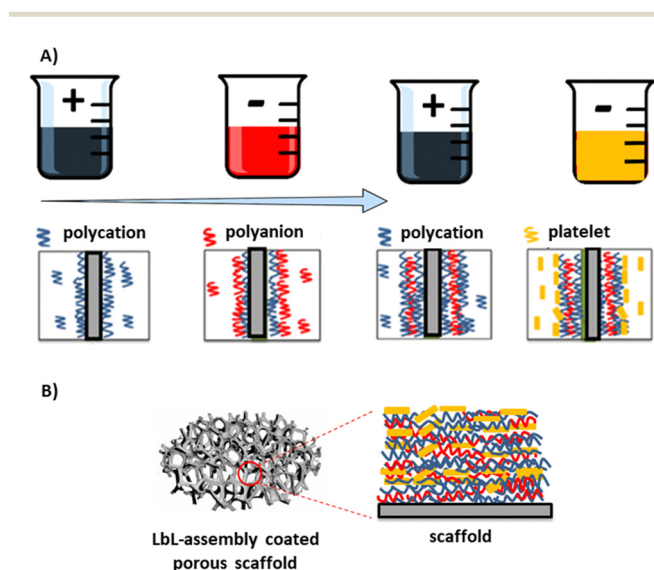 A)
+
-
+
-
polycation
polyanion
polycation
platelet
B)
LbL-assembly coated
porous scaffold
scaffold